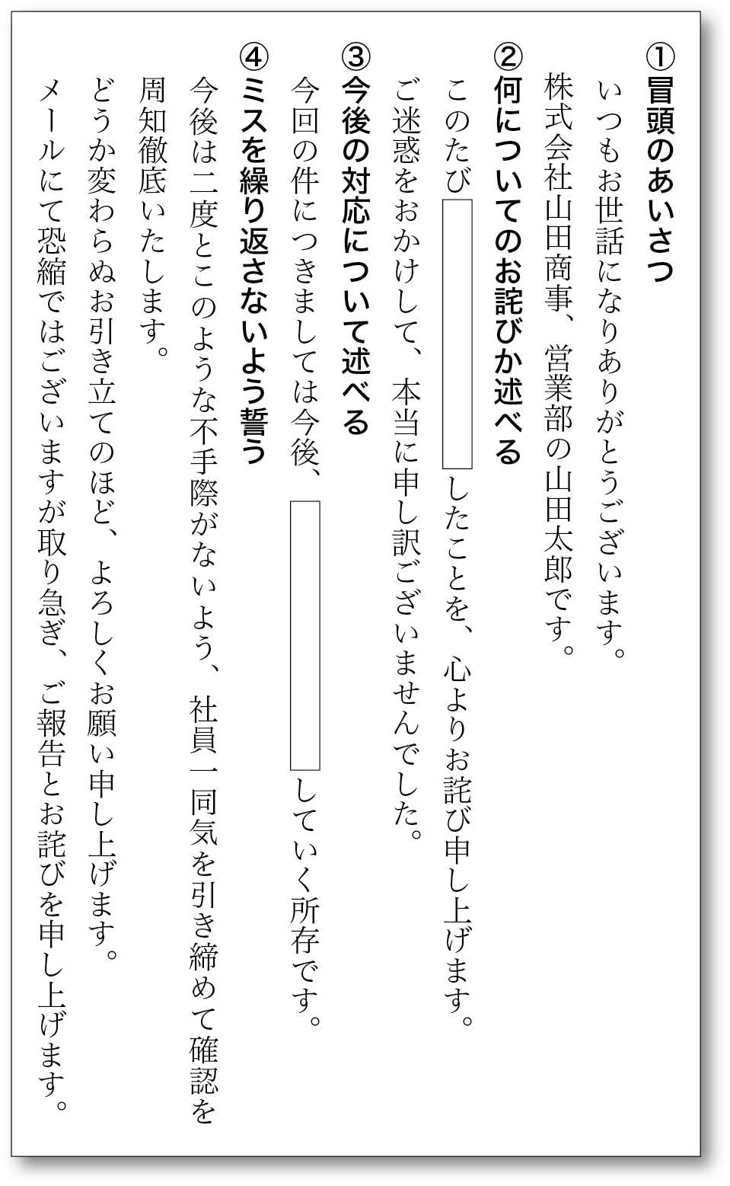 ①冒頭のあいさつ
いつもお世話になりありがとうございます。
株式会社山田商事、営業部の山田太郎です。
②何についてのお詫びか述べる
このたび　　　　　　　　　したことを、心よりお詫び申し上げます。
ご迷惑をおかけして、本当に申し訳ございませんでした。
③今後の対応について述べる
今回の件につきましては今後、　　　　　　　　　していく所存です。
④ミスを繰り返さないよう誓う
今後は二度とこのような不手際がないよう、社員一同気を引き締めて確認を
周知徹底いたします。
どうか変わらぬお引き立てのほど、よろしくお願い申し上げます。
メールにて恐縮ではございますが取り急ぎ、ご報告とお詫びを申し上げます。